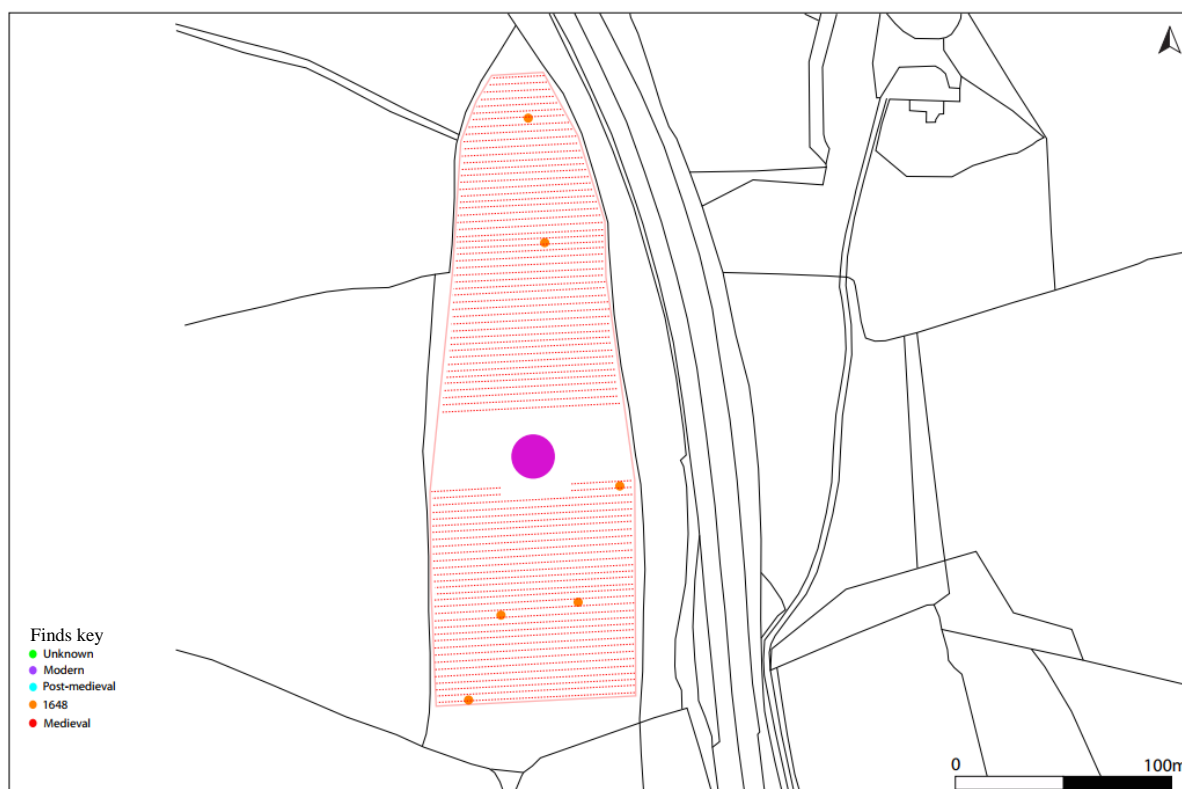 Finds key
Unknown
Modern
Post-medieval
1648
Medieval
0 100m